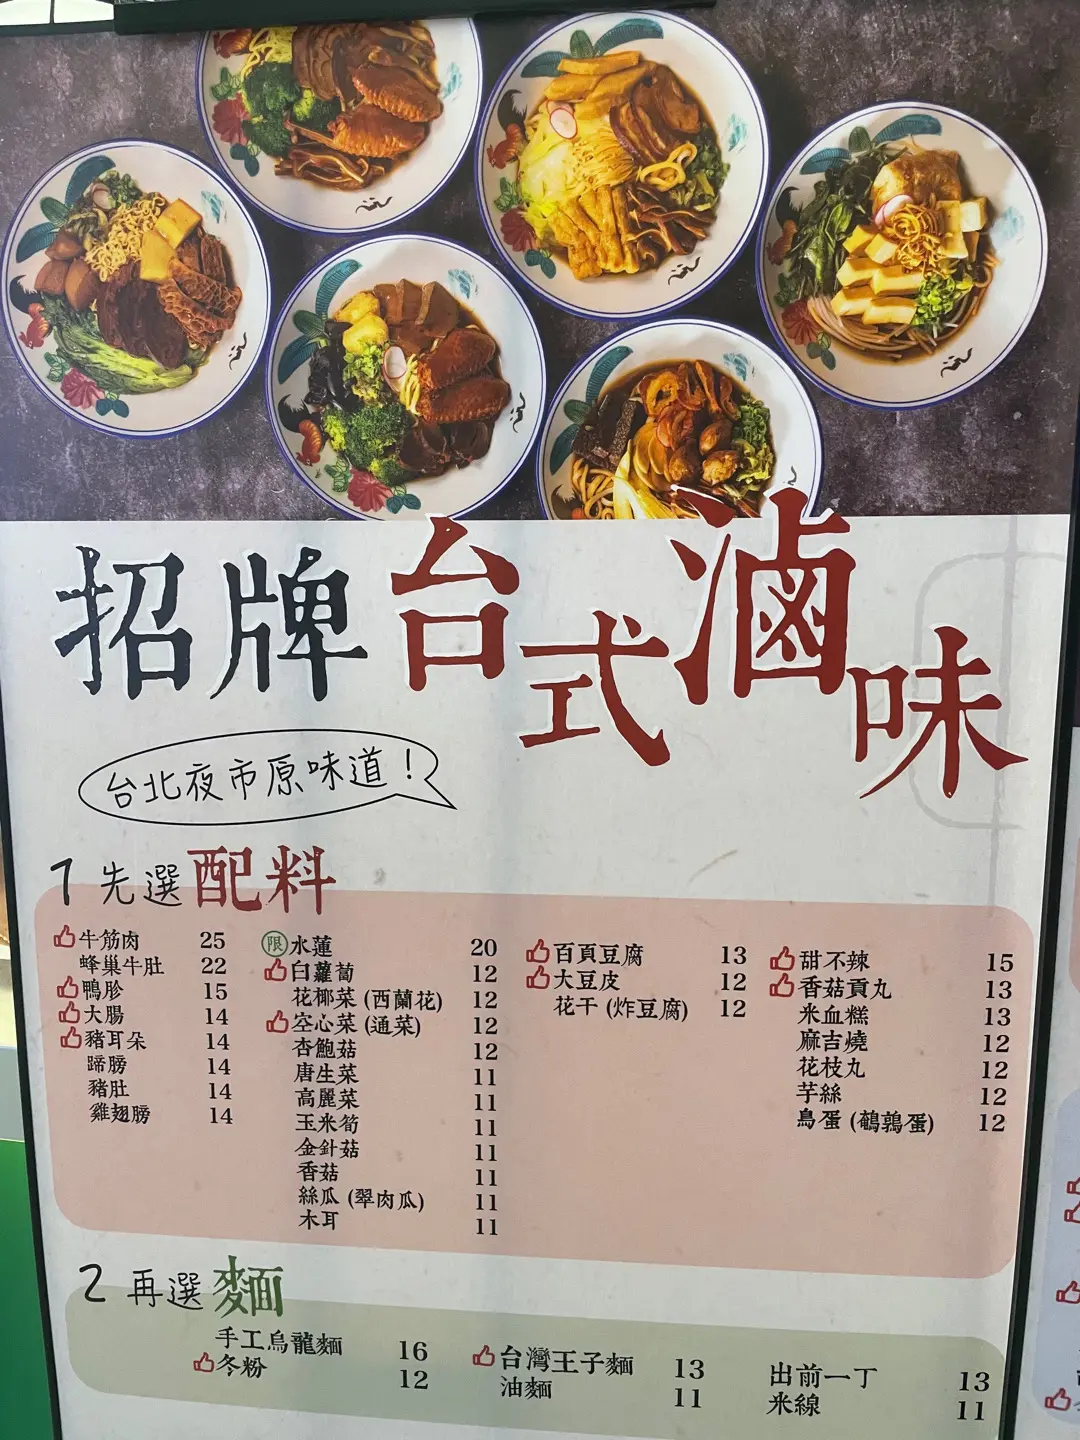 招牌台式滷味
台北夜市原味道！
1 先選配料
牛筋肉 25
蜂巢牛肚 22
鴨胗 15
大腸 14
豬耳朵 14
蹄膀 14
豬肚 14
雞翅膀 14
限 水蓮 20
白蘿蔔 12
花椰菜 (西蘭花) 12
空心菜 (通菜) 12
杏鮑菇 12
唐生菜 11
高麗菜 11
玉米筍 11
金針菇 11
香菇 11
絲瓜 (翠肉瓜) 11
木耳 11
百頁豆腐 13
大豆皮 12
花干 (炸豆腐) 12
甜不辣 15
香菇貢丸 13
米血糕 13
麻吉燒 12
花枝丸 12
芋絲 12
鳥蛋 (鵪鶉蛋) 12
2 再選麵
手工烏龍麵 16
冬粉 12
台灣王子麵 13
油麵 11
出前一丁 13
米線 11